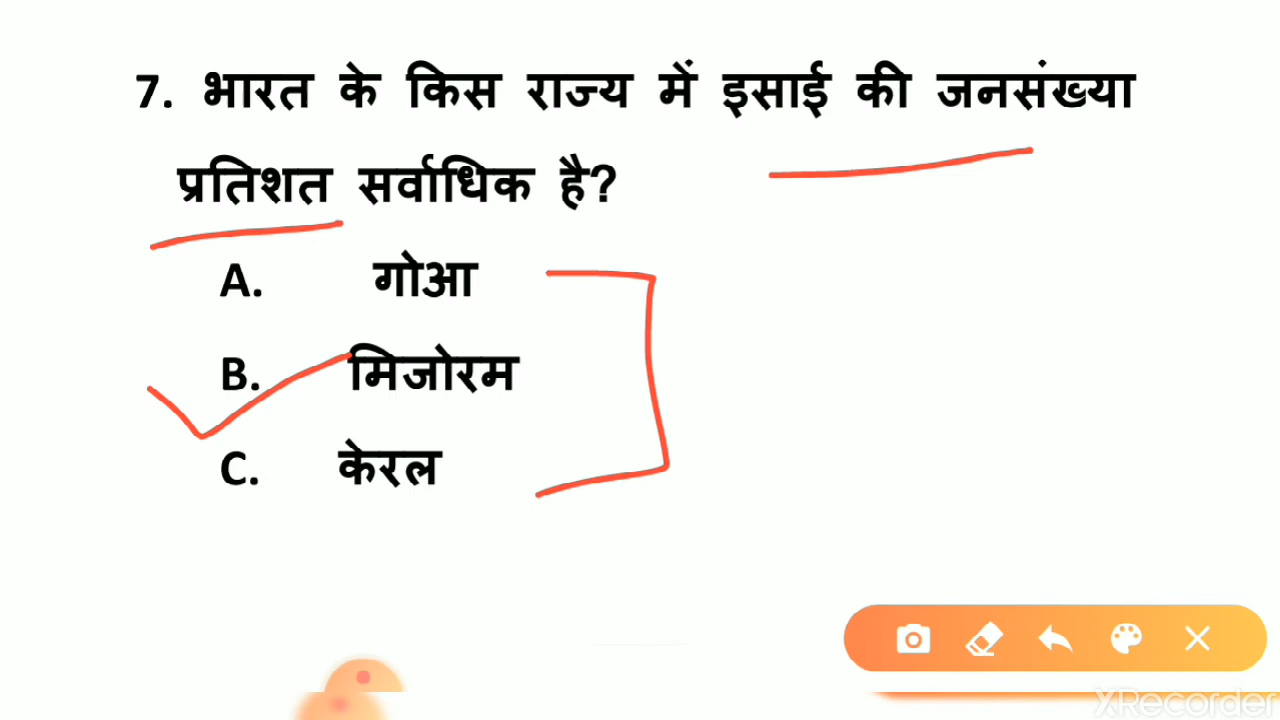 7. भारत के किस राज्य में इसाई की जनसंख्या
प्रतिशत सर्वाधिक है?
A. गोआ
B. मिजोरम
C. केरल
XRecorder